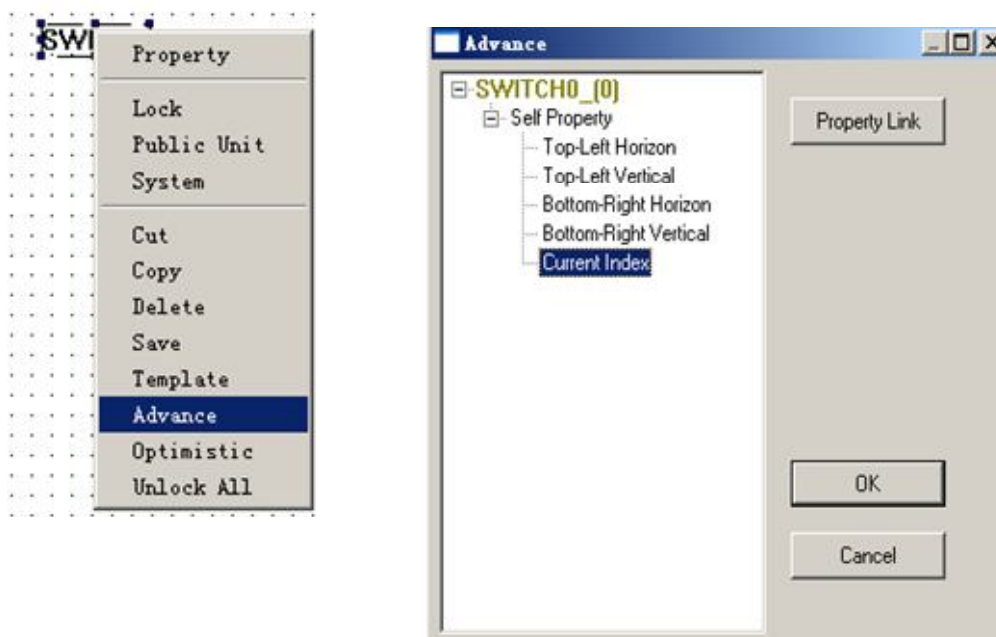 SWI
Property
Lock
Public Unit
System
Cut
Copy
Delete
Save
Template
Advance
Optimistic
Unlock All
Advance
SWITCH0_(0)
Self Property
Top-Left Horizon
Top-Left Vertical
Bottom-Right Horizon
Bottom-Right Vertical
Current Index
Property Link
OK
Cancel